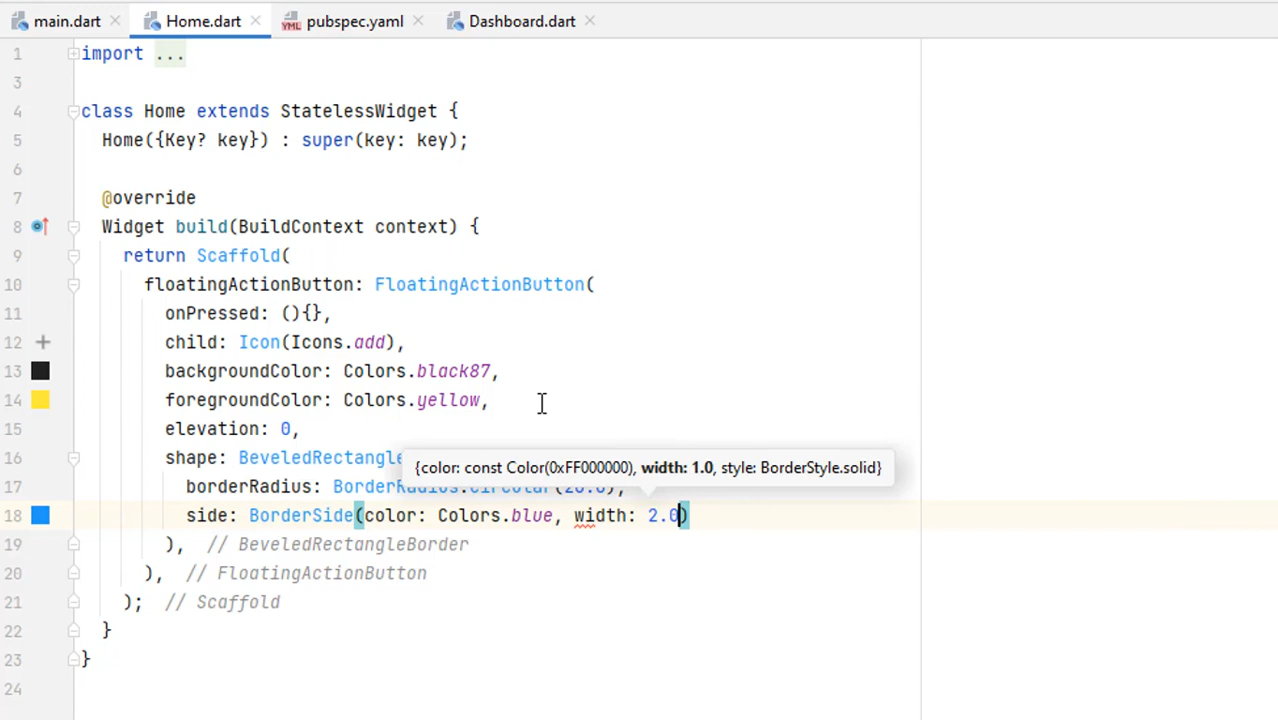 main.dart Home.dart pubspec.yaml Dashboard.dart
1 import ...
3
4 class Home extends StatelessWidget {
5 Home({Key? key}) : super(key: key);
6
7 @override
8 Widget build(BuildContext context) {
9 return Scaffold(
10 floatingActionButton: FloatingActionButton(
11 onPressed: (){},
12 child: Icon(Icons.add),
13 backgroundColor: Colors.black87,
14 foregroundColor: Colors.yellow,
15 elevation: 0,
16 shape: BeveledRectangle
{color: const Color(0xFF000000), width: 1.0, style: BorderStyle.solid}
17 borderRadius: BorderRadius.circular(20.0),
18 side: BorderSide(color: Colors.blue, width: 2.0)
19 ), // BeveledRectangleBorder
20 ), // FloatingActionButton
21 ); // Scaffold
22 }
23 }
24